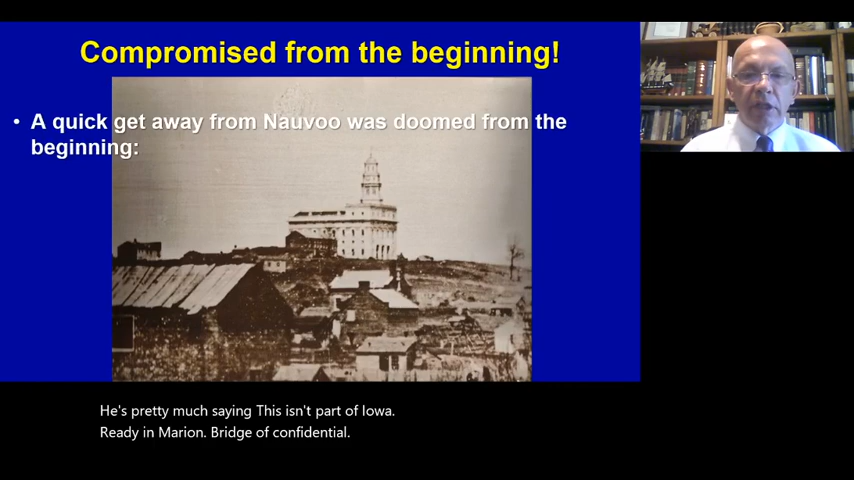 Compromised from the beginning!
• A quick get away from Nauvoo was doomed from the
beginning:
He's pretty much saying This isn't part of Iowa.
Ready in Marion. Bridge of confidential.